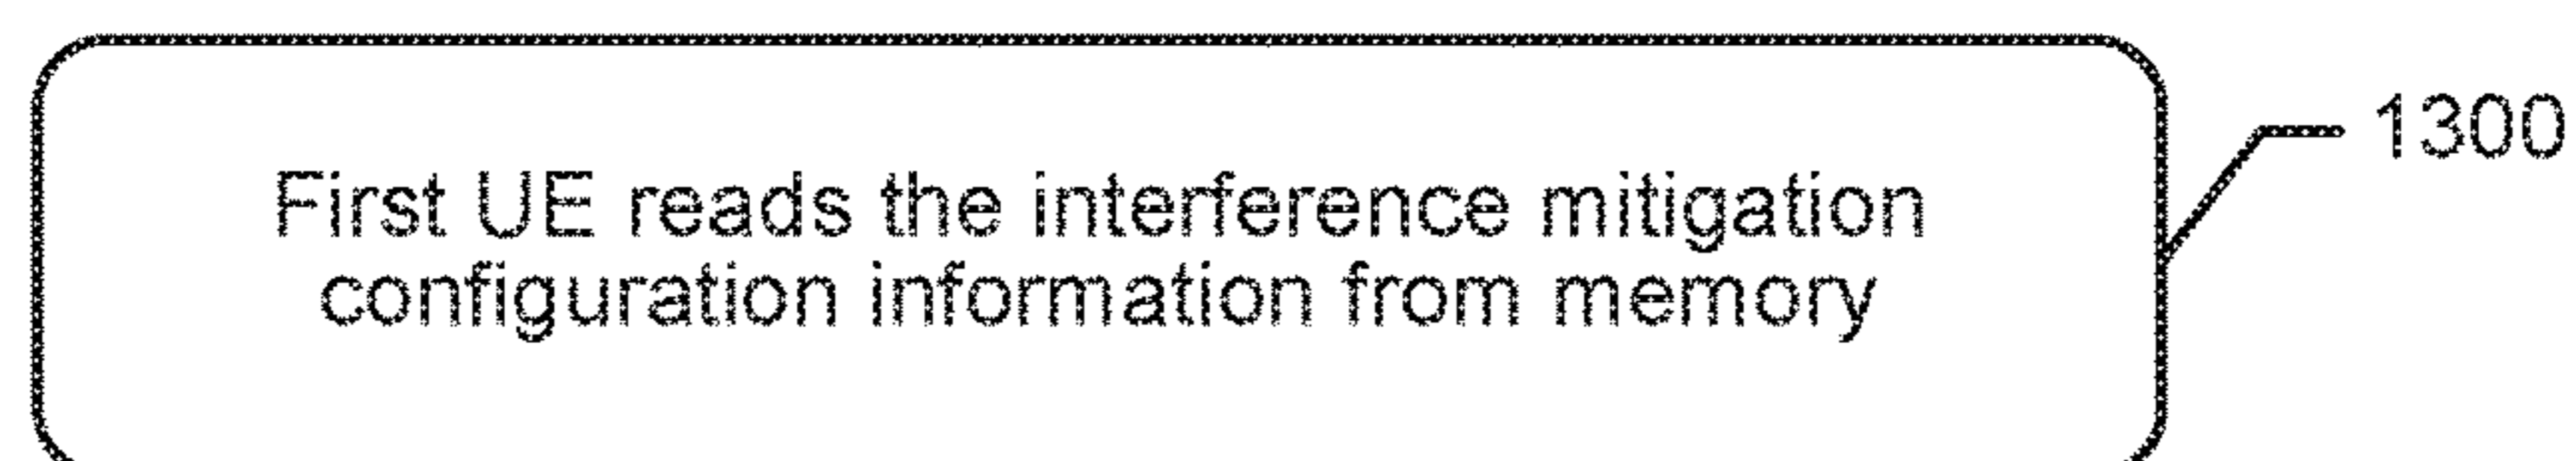 1300
First UE reads the interference mitigation
configuration information from memory